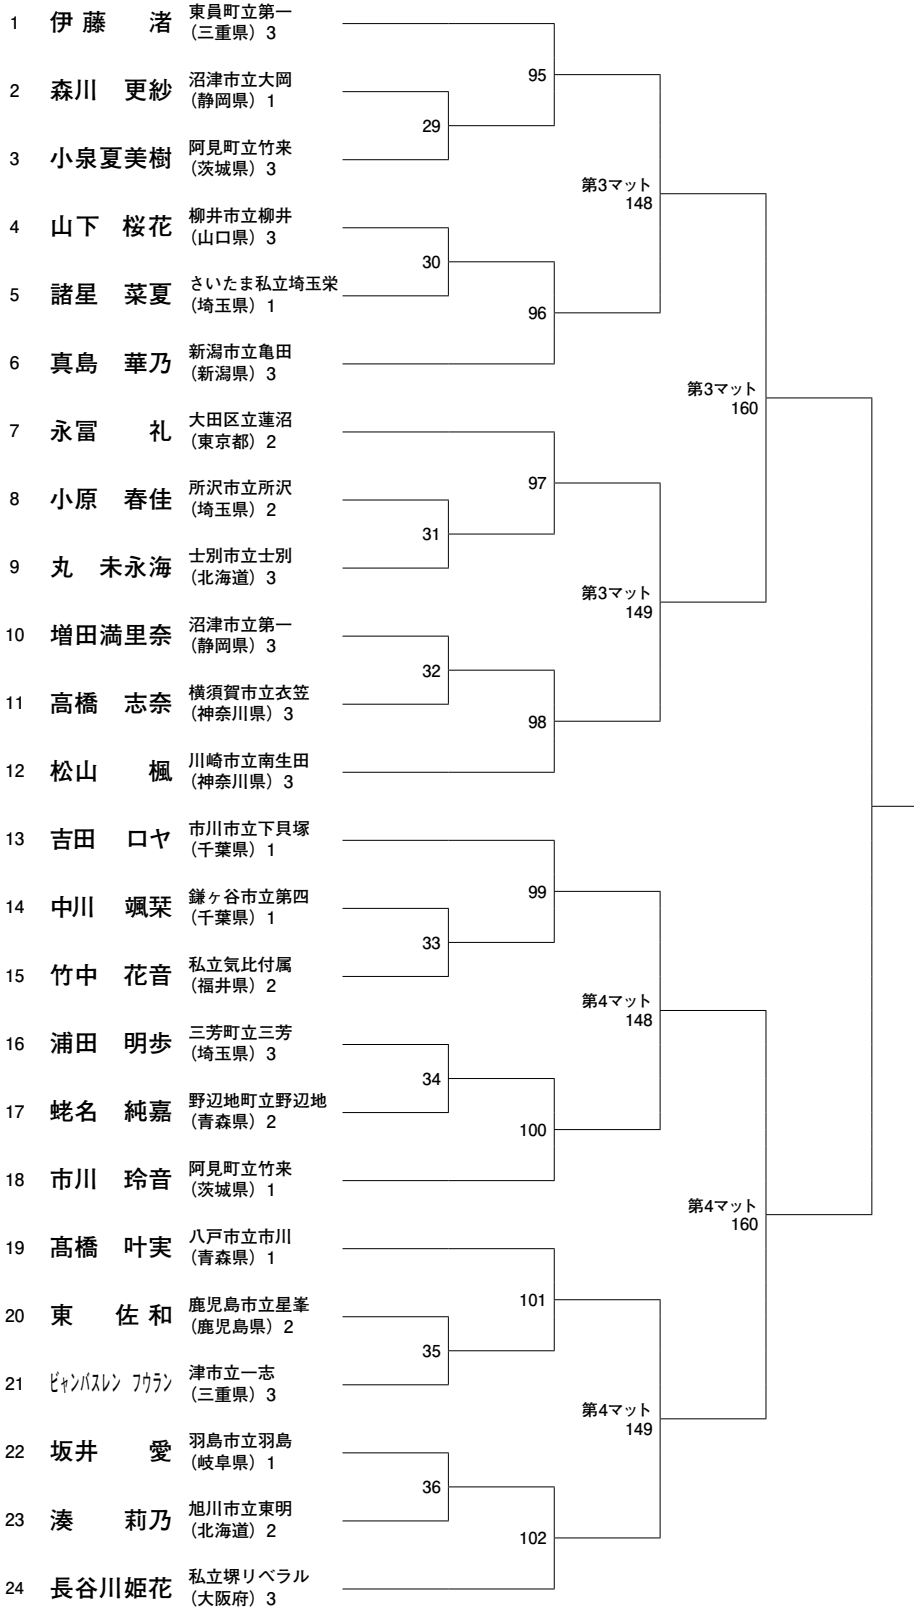 1 伊藤 渚 東員町立第一
(三重県) 3
2 森川 更紗 沼津市立大岡
(静岡県) 1
3 小泉夏美樹 阿見町立竹来
(茨城県) 3
4 山下 桜花 柳井市立柳井
(山口県) 3
5 諸星 菜夏 さいたま私立埼玉栄
(埼玉県) 1
6 真島 華乃 新潟市立亀田
(新潟県) 3
7 永冨 礼 大田区立蓮沼
(東京都) 2
8 小原 春佳 所沢市立所沢
(埼玉県) 2
9 丸 未永海 士別市立士別
(北海道) 3
10 増田満里奈 沼津市立第一
(静岡県) 3
11 高橋 志奈 横須賀市立衣笠
(神奈川県) 3
12 松山 楓 川崎市立南生田
(神奈川県) 3
13 吉田 ロヤ 市川市立下貝塚
(千葉県) 1
14 中川 颯栞 鎌ヶ谷市立第四
(千葉県) 1
15 竹中 花音 私立気比付属
(福井県) 2
16 浦田 明歩 三芳町立三芳
(埼玉県) 3
17 蛯名 純嘉 野辺地町立野辺地
(青森県) 2
18 市川 玲音 阿見町立竹来
(茨城県) 1
19 髙橋 叶実 八戸市立市川
(青森県) 1
20 東 佐和 鹿児島市立星峯
(鹿児島県) 2
21 ビャンバスレン フウラン 津市立一志
(三重県) 3
22 坂井 愛 羽島市立羽島
(岐阜県) 1
23 湊 莉乃 旭川市立東明
(北海道) 2
24 長谷川姫花 私立堺リベラル
(大阪府) 3
29
30
31
32
33
34
35
36
95
96
97
98
99
100
101
102
第3マット
148
第3マット
149
第4マット
148
第4マット
149
第3マット
160
第4マット
160